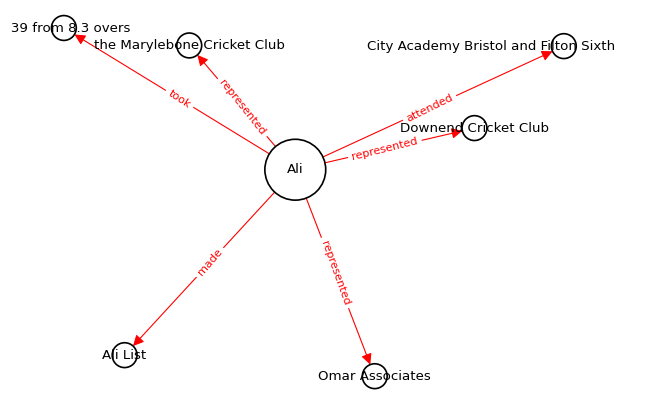 39 from 8.3 overs
the Marylebone Cricket Club
City Academy Bristol and Filton Sixth
took
represented
attended
Downend Cricket Club
represented
Ali
made
represented
Ali List
Omar Associates